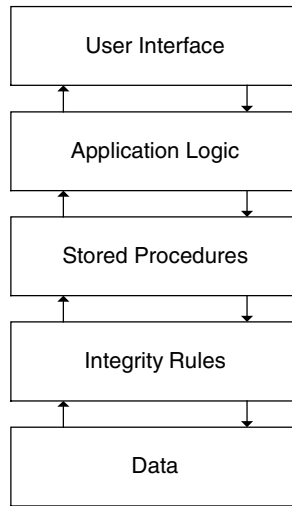 User Interface
Application Logic
Stored Procedures
Integrity Rules
Data